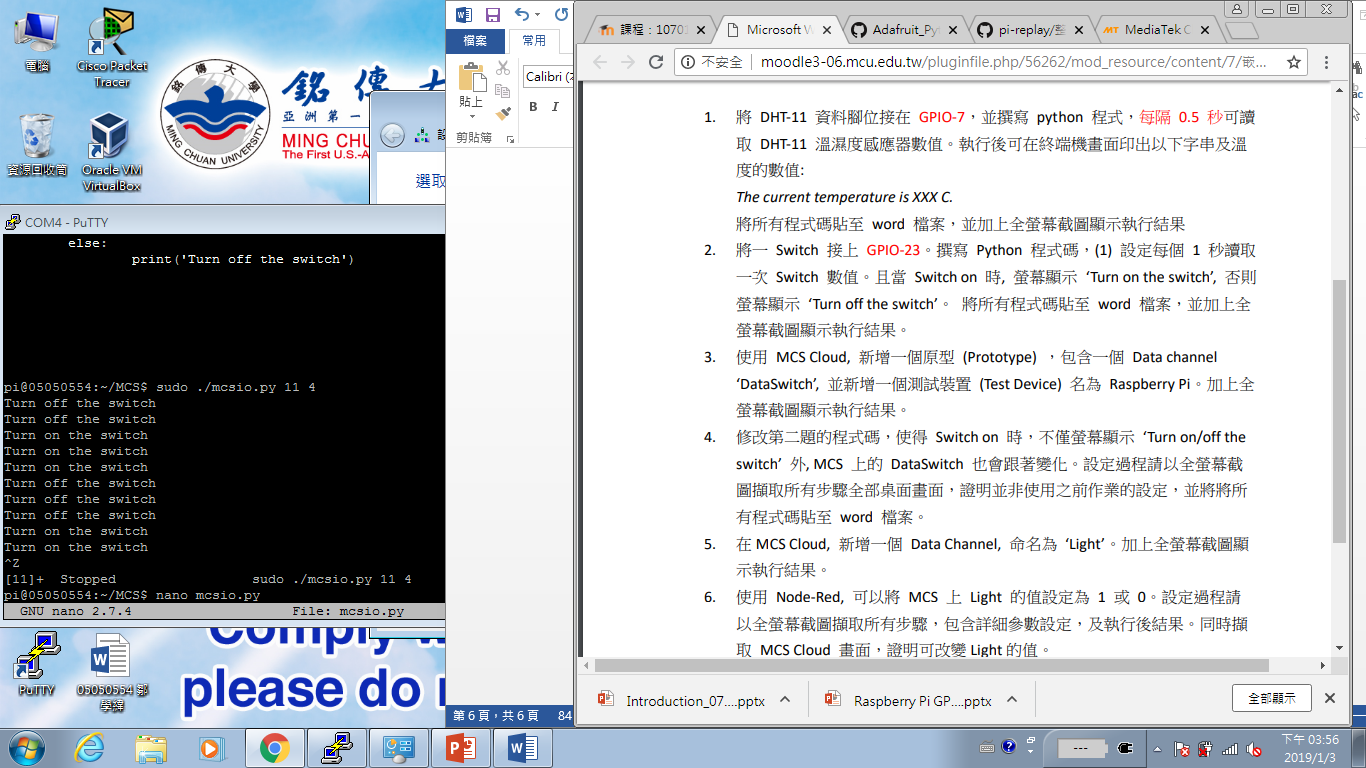 電腦
Cisco Packet
Tracer
資源回收筒
Oracle VM
VirtualBox
銘傳大學
MING CHUAN UNIVERSITY
銘 傳 大
亞 洲 第 一
MING CHU
The First U.S.-A
選取
COM4 - PuTTY
else:
print('Turn off the switch')
pi@05050554:~/MCS$ sudo ./mcsio.py 11 4
Turn off the switch
Turn off the switch
Turn on the switch
Turn on the switch
Turn on the switch
Turn off the switch
Turn off the switch
Turn off the switch
Turn on the switch
Turn on the switch
^Z
[11]+  Stopped                 sudo ./mcsio.py 11 4
pi@05050554:~/MCS$ nano mcsio.py
GNU nano 2.7.4                    File: mcsio.py
please do
PuTTY
05050554
檔案
常用
貼上
剪貼簿
Calibri (
B I
第 6 頁，共 6 頁
84
課程：1070
Microsoft W
Adafruit_Py
pi-replay/藍
MediaTek C
不安全
moodle3-06.mcu.edu.tw/pluginfile.php/56262/mod_resource/content/7/嵌...
1. 將 DHT-11 資料腳位接在 GPIO-7，並撰寫 python 程式，每隔 0.5 秒可讀
取 DHT-11 溫濕度感應器數值。執行後可在終端機畫面印出以下字串及溫
度的數值:
The current temperature is XXX C.
將所有程式碼貼至 word 檔案，並加上全螢幕截圖顯示執行結果
2. 將一 Switch 接上 GPIO-23。撰寫 Python 程式碼，(1) 設定每個 1 秒讀取
一次 Switch 數值。且當 Switch on 時, 螢幕顯示 ‘Turn on the switch’, 否則
螢幕顯示 ‘Turn off the switch’。 將所有程式碼貼至 word 檔案，並加上全
螢幕截圖顯示執行結果。
3. 使用 MCS Cloud, 新增一個原型 (Prototype) ，包含一個 Data channel
‘DataSwitch’, 並新增一個測試裝置 (Test Device) 名為 Raspberry Pi。加上全
螢幕截圖顯示執行結果。
4. 修改第二題的程式碼，使得 Switch on 時，不僅螢幕顯示 ‘Turn on/off the
switch’ 外, MCS 上的 DataSwitch 也會跟著變化。設定過程請以全螢幕截
圖擷取所有步驟全部桌面畫面，證明並非使用之前作業的設定，並將將所
有程式碼貼至 word 檔案。
5. 在 MCS Cloud, 新增一個 Data Channel, 命名為 ‘Light’。加上全螢幕截圖顯
示執行結果。
6. 使用 Node-Red, 可以將 MCS 上 Light 的值設定為 1 或 0。設定過程請
以全螢幕截圖擷取所有步驟，包含詳細參數設定，及執行後結果。同時擷
取 MCS Cloud 畫面，證明可改變 Light 的值。
Introduction_07....pptx
Raspberry Pi GP....pptx
全部顯示
下午 03:56
2019/1/3